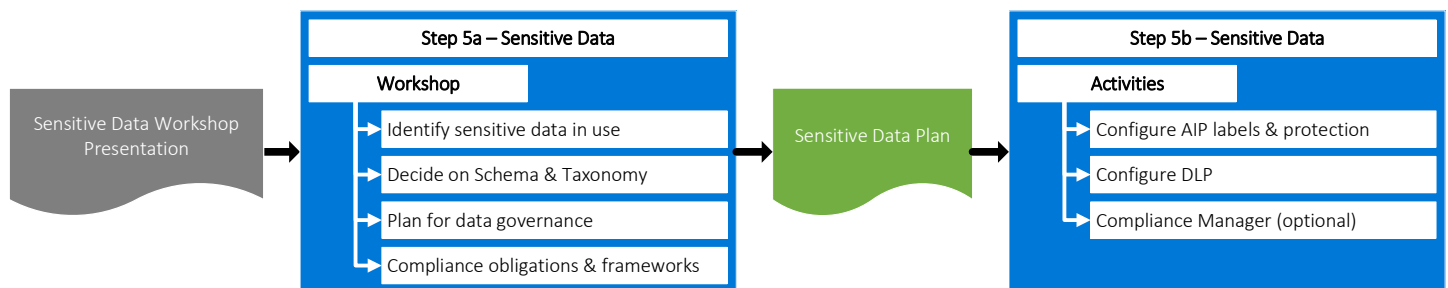 Sensitive Data Workshop
Presentation
Step 5a – Sensitive Data
Workshop
Identify sensitive data in use
Decide on Schema & Taxonomy
Plan for data governance
Compliance obligations & frameworks
Sensitive Data Plan
Step 5b – Sensitive Data
Activities
Configure AIP labels & protection
Configure DLP
Compliance Manager (optional)